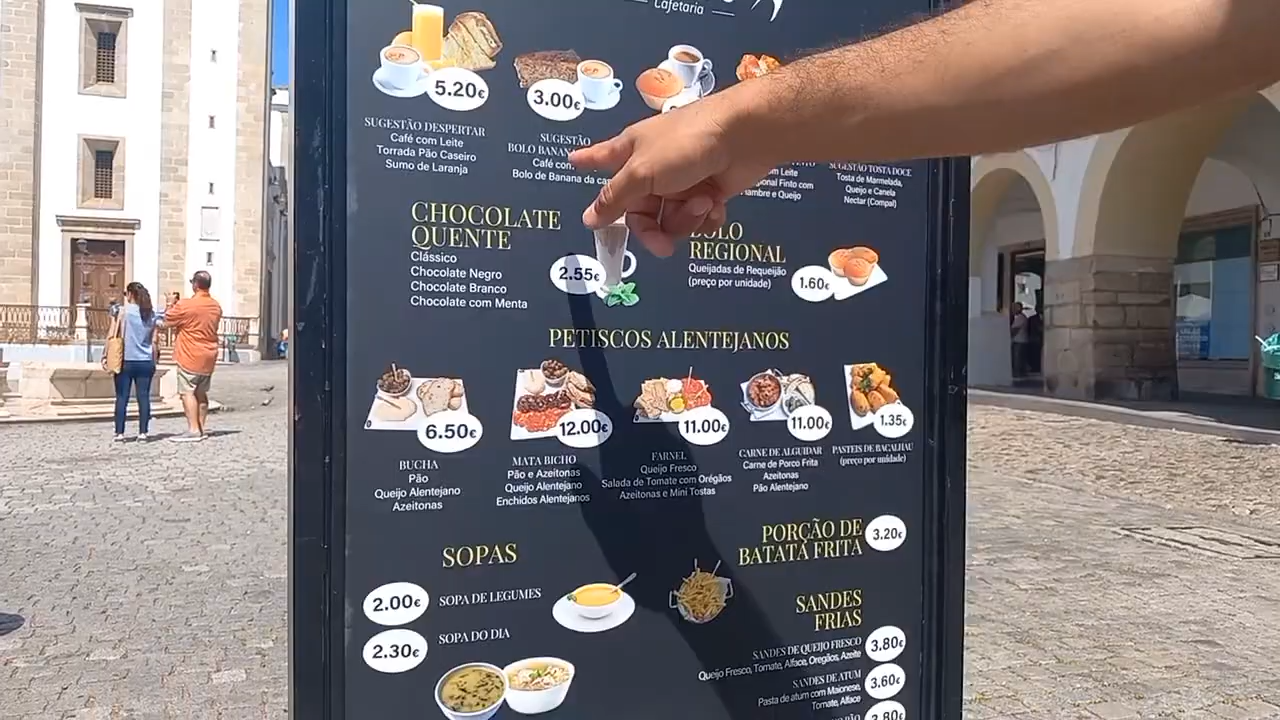 Cafetaria
5.20€
3.00€
SUGESTÃO DESPERTAR
Café com Leite
Torrada Pão Caseiro
Sumo de Laranja
SUGESTÃO
BOLO
Café
Bolo de Banana da
Leite
Finto com
Fiambre e Queijo
SUGESTÃO TOSTA DOCE
Tosta de Marmelada,
Queijo e Canela
Nectar (Compal)
CHOCOLATE
QUENTE
Clássico
Chocolate Negro
Chocolate Branco
Chocolate com Menta
2.55€
BOLO
REGIONAL
Queijadas de Requeijão
(preço por unidade)
1.60€
PETISCOS ALENTEJANOS
6.50€
12.00€
11.00€
11.00€
1.35€
BUCHA
Pão
Queijo Alentejano
Azeitonas
MATA BICHO
Pão e Azeitonas
Queijo Alentejano
Enchidos Alentejanos
FARNEL
Queijo Fresco
Salada de Tomate com Orégãos
Azeitonas e Mini Tostas
CARNE DE ALGUIDAR
Carne de Porco Frita
Azeitonas
Pão Alentejano
PASTEIS DE BACALHAU
(preço por unidade)
PORÇÃO DE
BATATA FRITA
3.20€
SOPAS
2.00€
SOPA DE LEGUMES
2.30€
SOPA DO DIA
SANDES
FRIAS
SANDES DE QUEIJO FRESCO
Queijo Fresco, Tomate, Alface, Oregãos, Azeite
3.80€
SANDES DE ATUM
Pasta de atum com Maionese,
Tomate, Alface
3.60€
3.80€